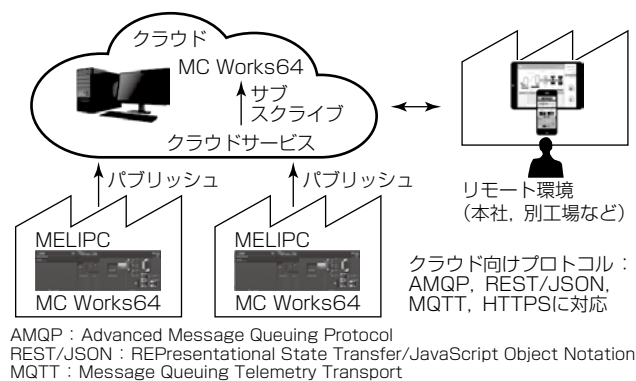 クラウド
MC Works64
サブ
スクライブ
クラウドサービス
パブリッシュ
パブリッシュ
リモート環境
（本社，別工場など）
MELIPC
MC Works64
MELIPC
MC Works64
クラウド向けプロトコル：
AMQP，REST/JSON，
MQTT，HTTPSに対応
AMQP：Advanced Message Queuing Protocol
REST/JSON：REPresentational State Transfer/JavaScript Object Notation
MQTT：Message Queuing Telemetry Transport